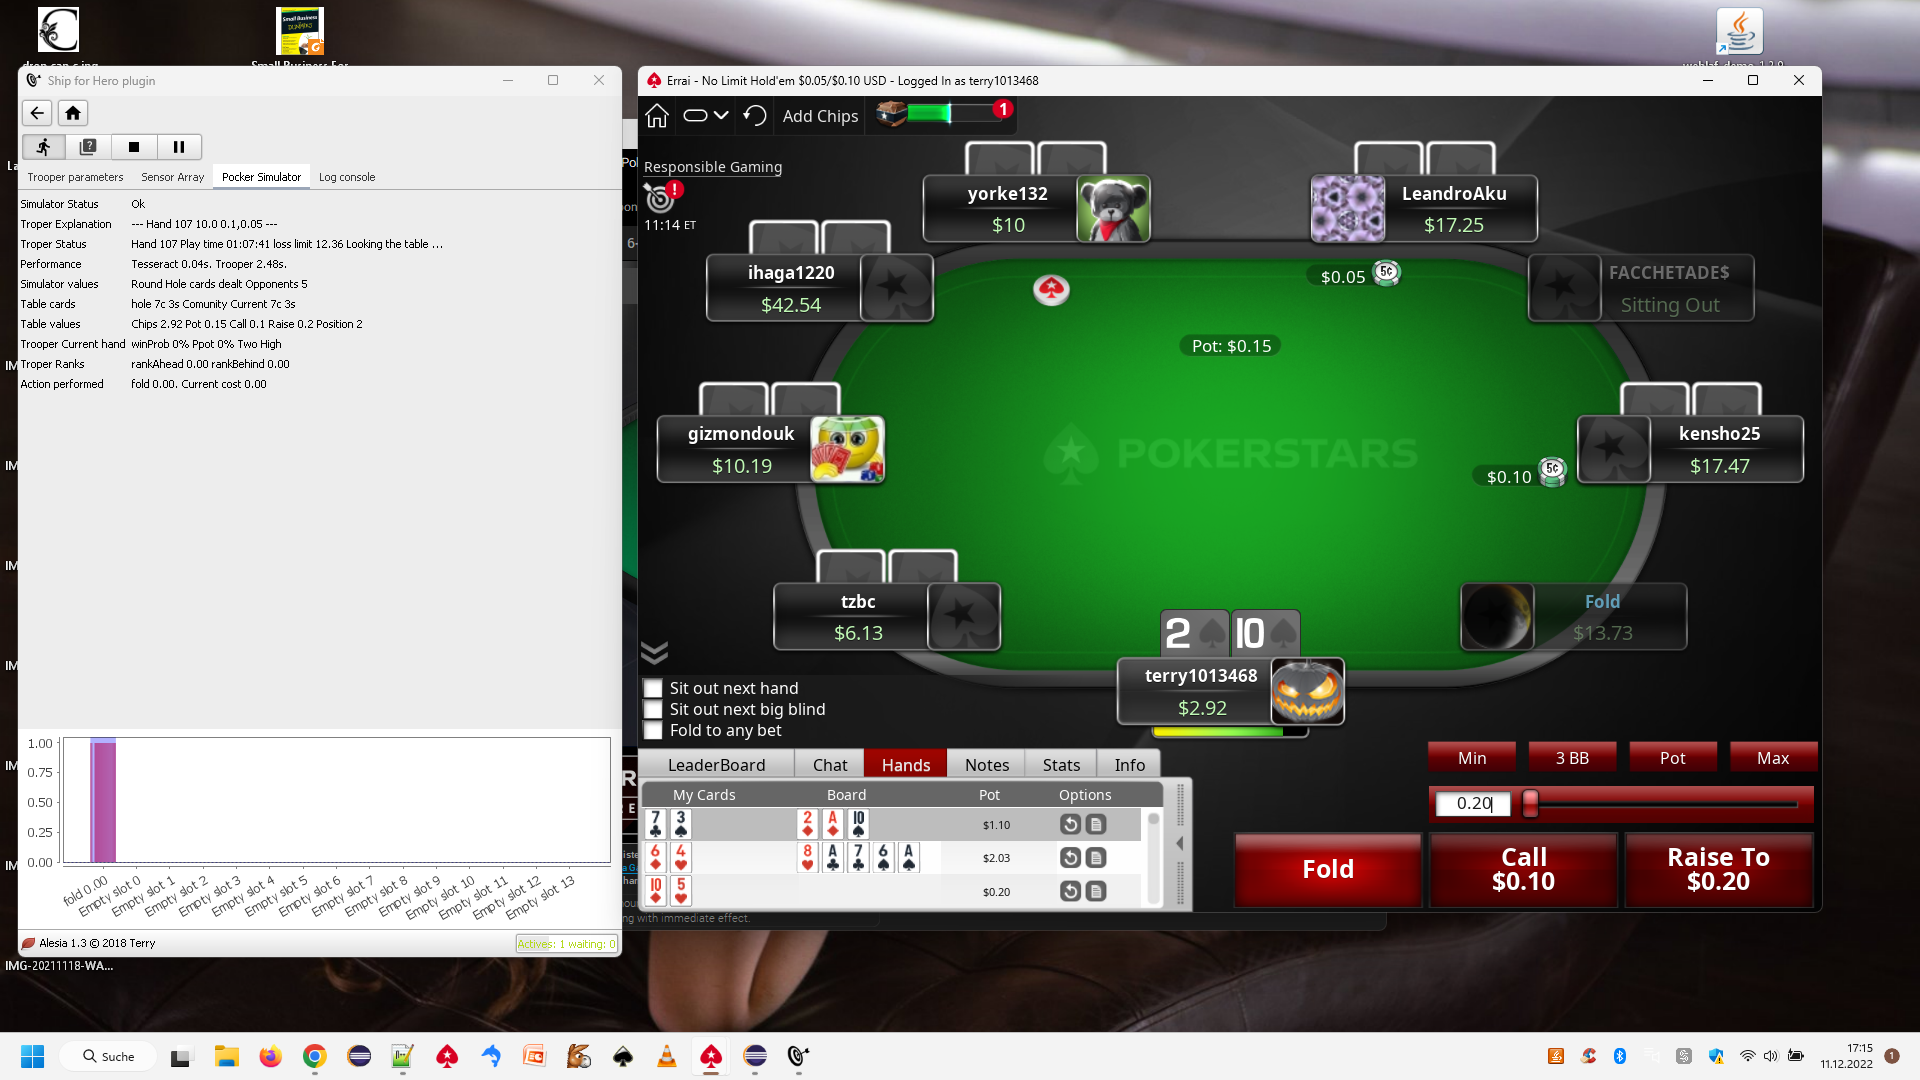 Ship for Hero plugin
Trooper parameters
Sensor Array
Pocker Simulator
Log console
Simulator Status Ok
Troper Explanation --- Hand 107 10.0 0.1,0.05 ---
Troper Status Hand 107 Play time 01:07:41 loss limit 12.36 Looking the table ...
Performance Tesseract 0.04s. Trooper 2.48s.
Simulator values Round Hole cards dealt Opponents 5
Table cards hole 7c 3s Comunity Current 7c 3s
Table values Chips 2.92 Pot 0.15 Call 0.1 Raise 0.2 Position 2
Trooper Current hand winProb 0% Ppot 0% Two High
Troper Ranks rankAhead 0.00 rankBehind 0.00
Action performed fold 0.00. Current cost 0.00
1.00
0.75
0.50
0.25
0.00
fold 0.00
Empty slot 0
Empty slot 1
Empty slot 2
Empty slot 3
Empty slot 4
Empty slot 5
Empty slot 6
Empty slot 7
Empty slot 8
Empty slot 9
Empty slot 10
Empty slot 11
Empty slot 12
Empty slot 13
Alesia 1.3 © 2018 Terry
Actives: 1 waiting: 0
IMG-20211118-WA...
Errai - No Limit Hold'em $0.05/$0.10 USD - Logged In as terry1013468
Add Chips
1
Responsible Gaming
11:14 ET
yorke132
$10
LeandroAku
$17.25
ihaga1220
$42.54
FACCHETADE$
Sitting Out
$0.05
5¢
Pot: $0.15
gizmondouk
$10.19
POKERSTARS
kensho25
$17.47
$0.10
5¢
tzbc
$6.13
Fold
$13.73
2 10
terry1013468
$2.92
Sit out next hand
Sit out next big blind
Fold to any bet
LeaderBoard
Chat
Hands
Notes
Stats
Info
My Cards Board Pot Options
7 3 2 A 10 $1.10
6 4 8 A 7 6 A $2.03
10 5 $0.20
Min
3 BB
Pot
Max
0.20
Fold
Call
$0.10
Raise To
$0.20
ng with immediate effect.
Suche
17:15
11.12.2022
1